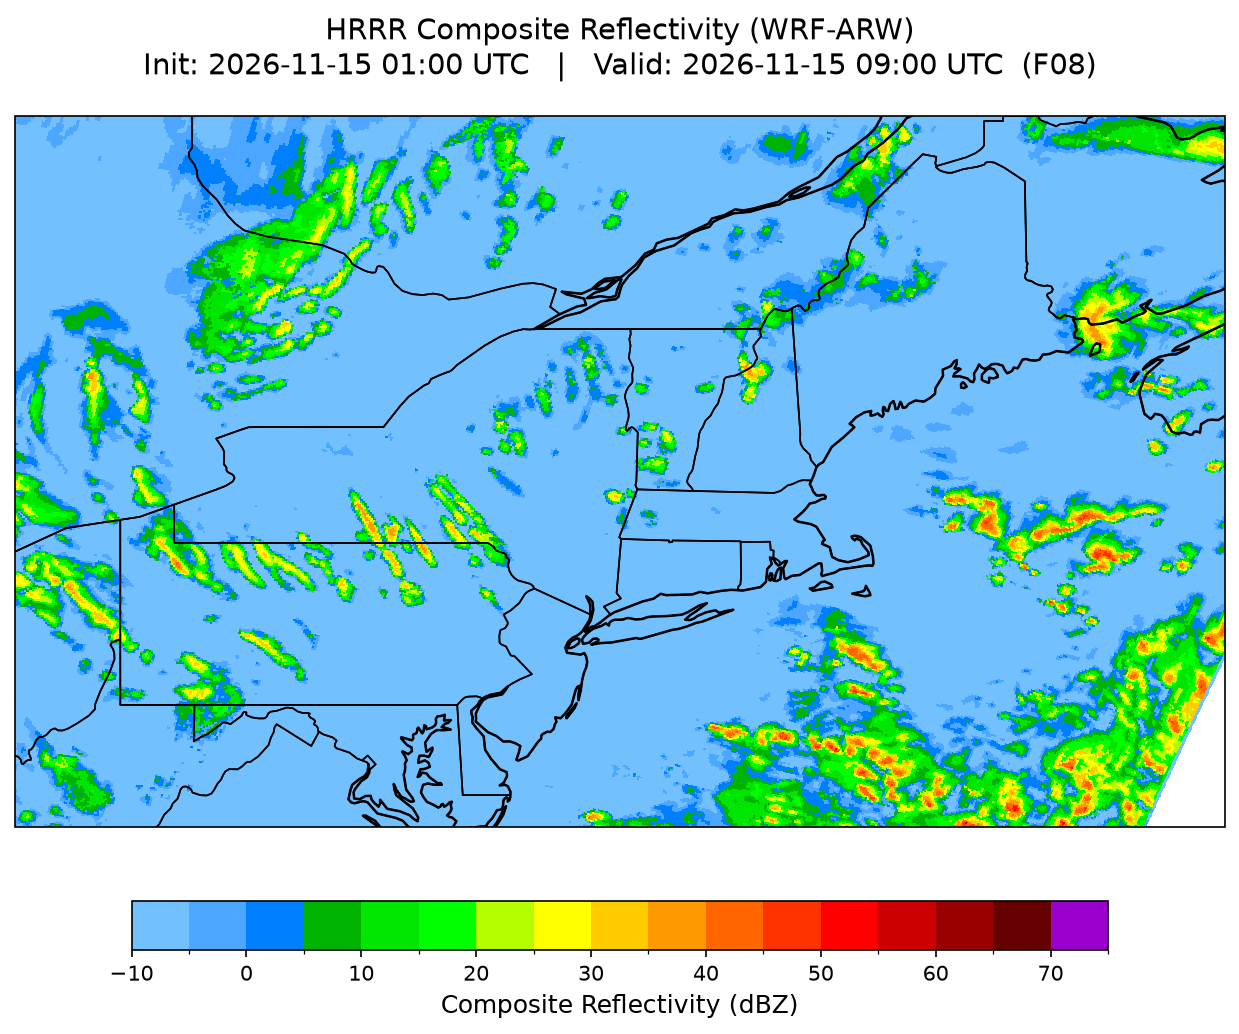 HRRR Composite Reflectivity (WRF-ARW)
Init: 2026-11-15 01:00 UTC | Valid: 2026-11-15 09:00 UTC (F08)
−10 0 10 20 30 40 50 60 70
Composite Reflectivity (dBZ)